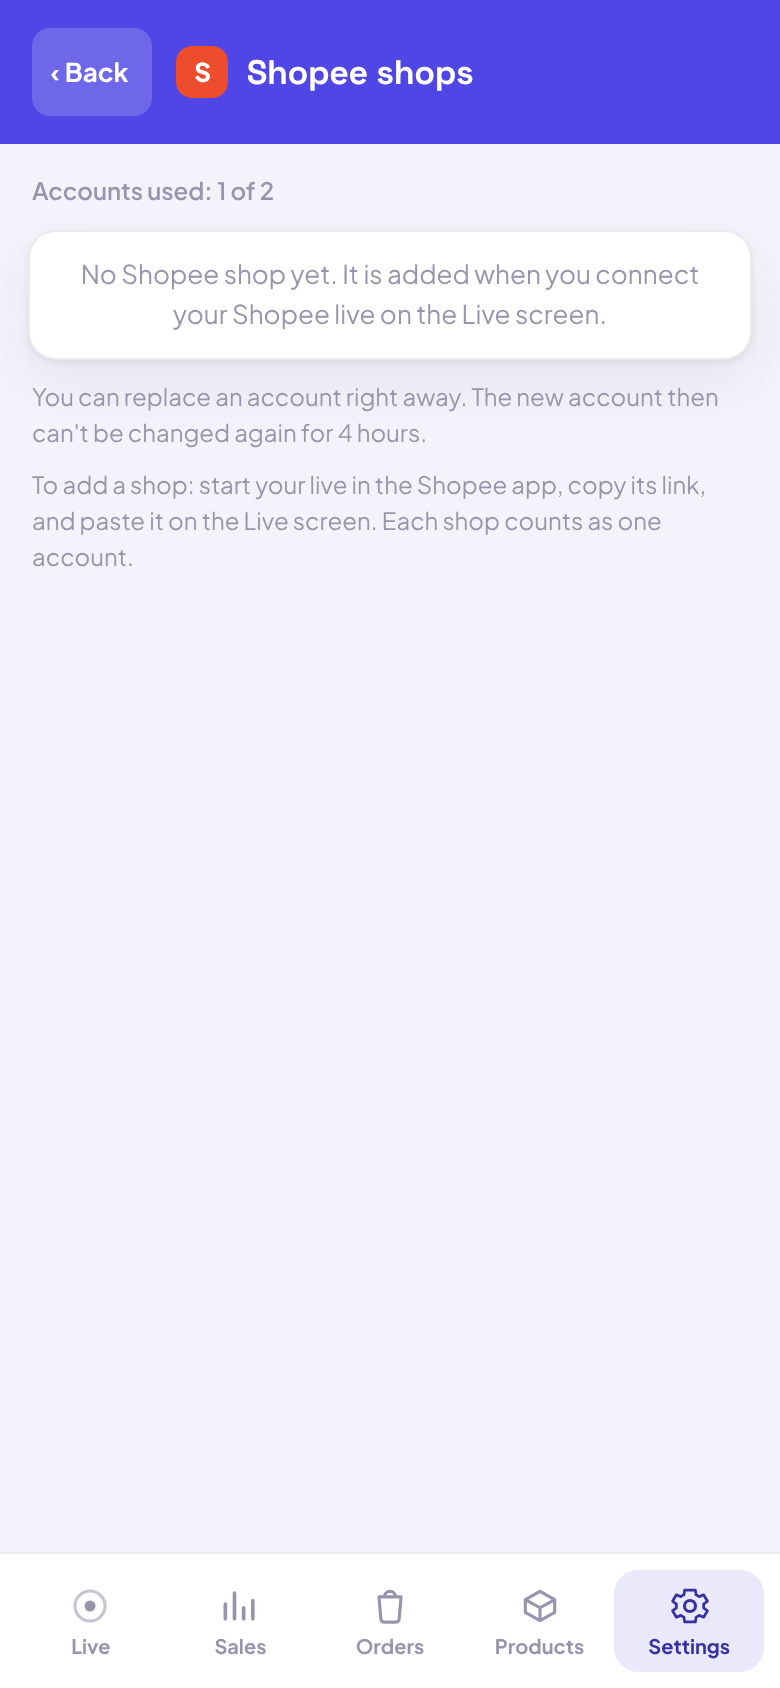 ‹ Back
S
Shopee shops
Accounts used: 1 of 2
No Shopee shop yet. It is added when you connect
your Shopee live on the Live screen.
You can replace an account right away. The new account then
can't be changed again for 4 hours.
To add a shop: start your live in the Shopee app, copy its link,
and paste it on the Live screen. Each shop counts as one
account.
Live
Sales
Orders
Products
Settings